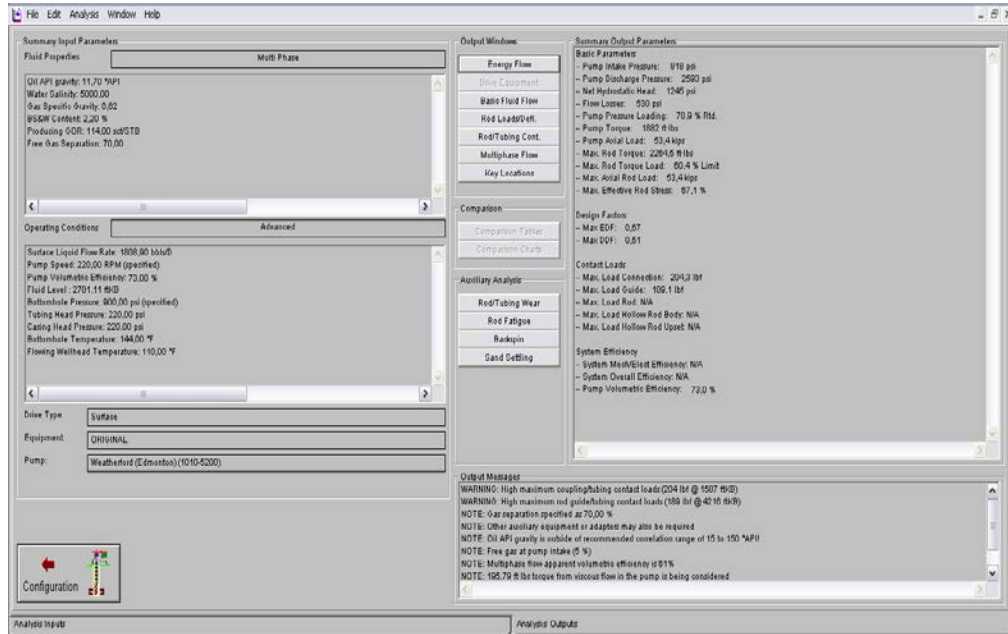 File Edit Analysis Window Help
Summary Input Parameters
Fluid Properties
Multi Phase
Oil API gravity: 11,70 °API
Water Salinity: 5000,00
Gas Specific Gravity: 0,62
BS&W Content: 2,20 %
Producing GOR: 114,00 scf/STB
Free Gas Separation: 70,00
Operating Conditions
Advanced
Surface Liquid Flow Rate: 1808,90 bbls/D
Pump Speed: 220,00 RPM (specified)
Pump Volumetric Efficiency: 73,00 %
Fluid Level : 2701,11 ftKB
Bottomhole Pressure: 900,00 psi (specified)
Tubing Head Pressure: 220,00 psi
Casing Head Pressure: 220,00 psi
Bottomhole Temperature: 144,00 °F
Flowing Wellhead Temperature: 110,00 °F
Drive Type
Surface
Equipment:
ORIGINAL
Pump:
Weatherford (Edmonton) (1010-5200)
Configuration
Analysis Inputs
Output Windows
Energy Flow
Drive Equipment
Basic Fluid Flow
Rod Loads/Defl.
Rod/Tubing Cont.
Multiphase Flow
Key Locations
Comparison
Comparison Tables
Comparison Charts
Auxiliary Analysis
Rod/Tubing Wear
Rod Fatigue
Backspin
Sand Settling
Summary Output Parameters
Basic Parameters
– Pump Intake Pressure: 818 psi
– Pump Discharge Pressure: 2593 psi
– Net Hydrostatic Head: 1245 psi
– Flow Losses: 530 psi
– Pump Pressure Loading: 78,9 % Rtd.
– Pump Torque: 1882 ft·lbs
– Pump Axial Load: 53,4 kips
– Max. Rod Torque: 2264,6 ft·lbs
– Max. Rod Torque Load: 60,4 % Limit
– Max. Axial Rod Load: 53,4 kips
– Max. Effective Rod Stress: 67,1 %
Design Factors
– Max EDF: 0,67
– Max DDF: 0,61
Contact Loads
– Max. Load Connection: 204,3 lbf
– Max. Load Guide: 189,1 lbf
– Max. Load Rod: N/A
– Max. Load Hollow Rod Body: N/A
– Max. Load Hollow Rod Upset: N/A
System Efficiency
– System Mech/Elect Efficiency: N/A
– System Overall Efficiency: N/A
– Pump Volumetric Efficiency: 73,0 %
Output Messages
WARNING: High maximum coupling/tubing contact loads (204 lbf @ 1587 ftKB)
WARNING: High maximum rod guide/tubing contact loads (189 lbf @ 4216 ftKB)
NOTE: Gas separation specified as 70,00 %
NOTE: Other auxiliary equipment or adapters may also be required
NOTE: Oil API gravity is outside of recommended correlation range of 15 to 150 °API!
NOTE: Free gas at pump intake (5 %)
NOTE: Multiphase flow apparent volumetric efficiency is 61%
NOTE: 195,79 ft·lbs torque from viscous flow in the pump is being considered
Analysis Outputs